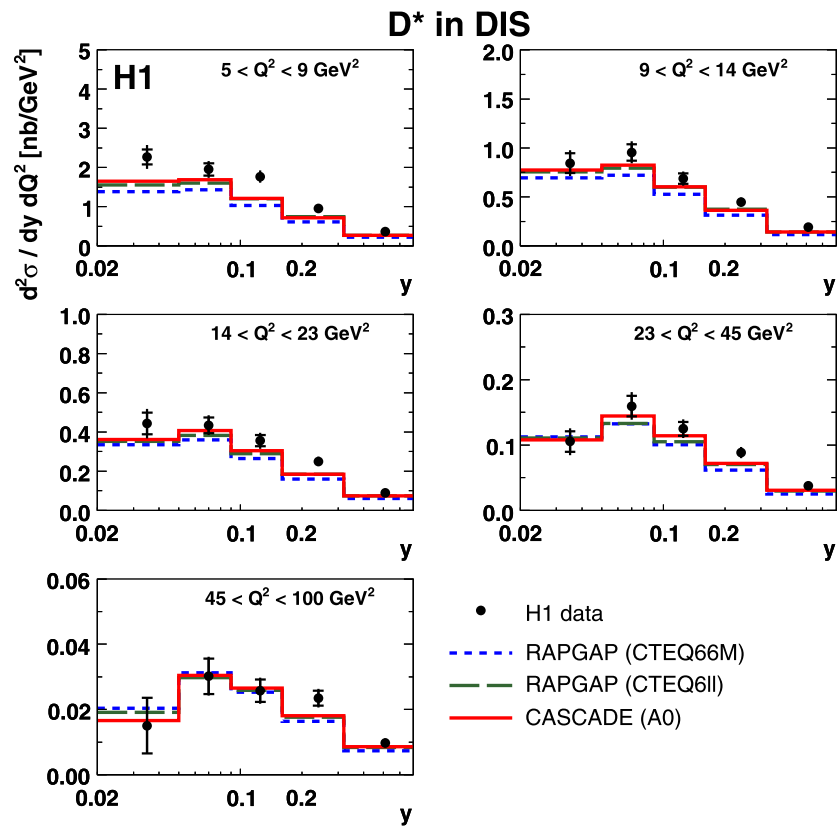 D* in DIS
d²σ / dy dQ² [nb/GeV²]
H1
5 < Q² < 9 GeV²
5
4
3
2
1
0
0.02
0.1
0.2
y
9 < Q² < 14 GeV²
2.0
1.5
1.0
0.5
0.0
0.02
0.1
0.2
y
14 < Q² < 23 GeV²
1.0
0.8
0.6
0.4
0.2
0.0
0.02
0.1
0.2
y
23 < Q² < 45 GeV²
0.3
0.2
0.1
0.0
0.02
0.1
0.2
y
45 < Q² < 100 GeV²
0.06
0.04
0.02
0.00
0.02
0.1
0.2
y
H1 data
RAPGAP (CTEQ66M)
RAPGAP (CTEQ6ll)
CASCADE (A0)